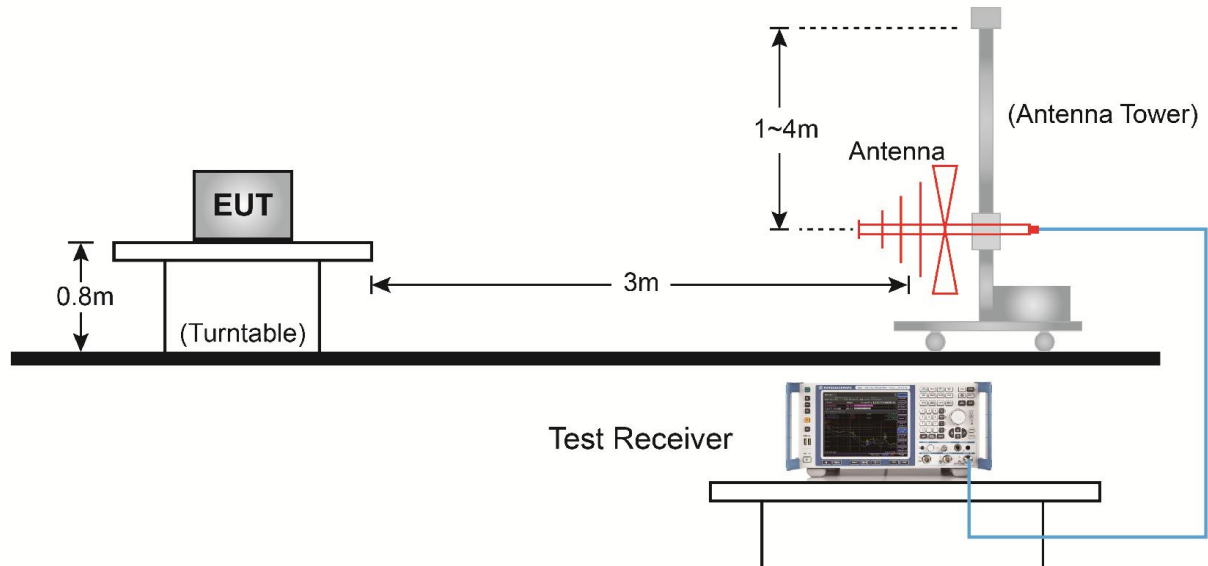 1~4m
(Antenna Tower)
Antenna
EUT
0.8m
3m
(Turntable)
Test Receiver